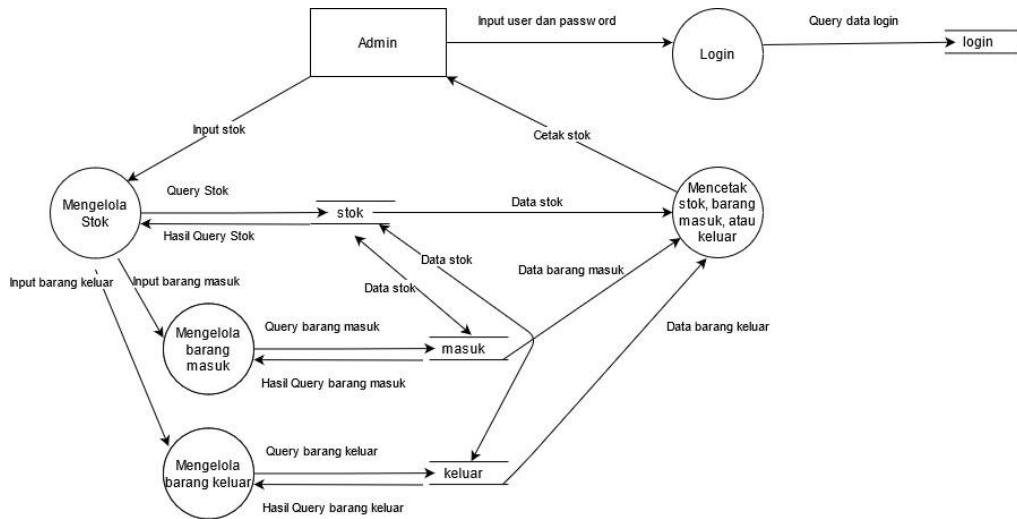 Admin
Input user dan password
Login
Query data login
login
Input stok
Cetak stok
Mengelola
Stok
Query Stok
Hasil Query Stok
stok
Data stok
Mencetak
stok, barang
masuk, atau
keluar
Data stok
Data stok
Data barang masuk
Input barang keluar
Input barang masuk
Data barang keluar
Mengelola
barang
masuk
Query barang masuk
Hasil Query barang masuk
masuk
Mengelola
barang keluar
Query barang keluar
Hasil Query barang keluar
keluar